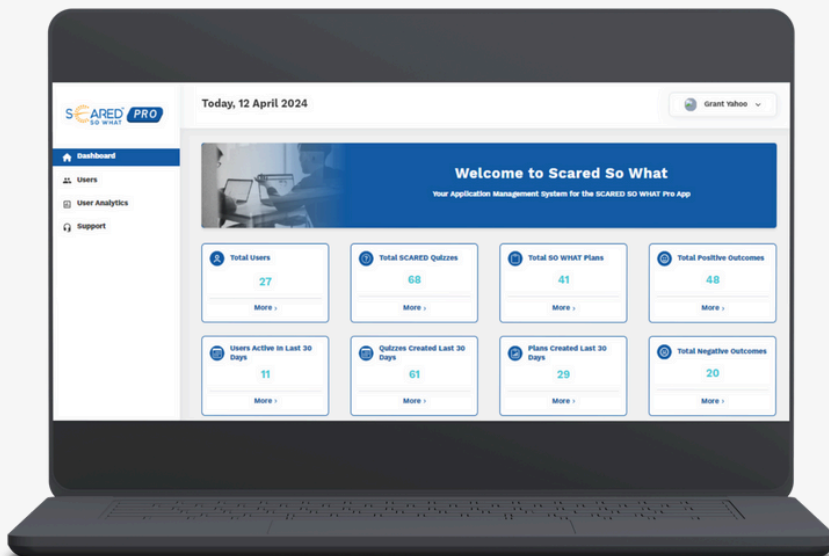 SCARED PRO
SO WHAT
Today, 12 April 2024
Grant Yahoo
Dashboard
Users
User Analytics
Support
Welcome to Scared So What
Your Application Management System for the SCARED SO WHAT Pro App
Total Users
27
More ›
Total SCARED Quizzes
68
More ›
Total SO WHAT Plans
41
More ›
Total Positive Outcomes
48
More ›
Users Active In Last 30
Days
11
More ›
Quizzes Created Last 30
Days
61
More ›
Plans Created Last 30
Days
29
More ›
Total Negative Outcomes
20
More ›